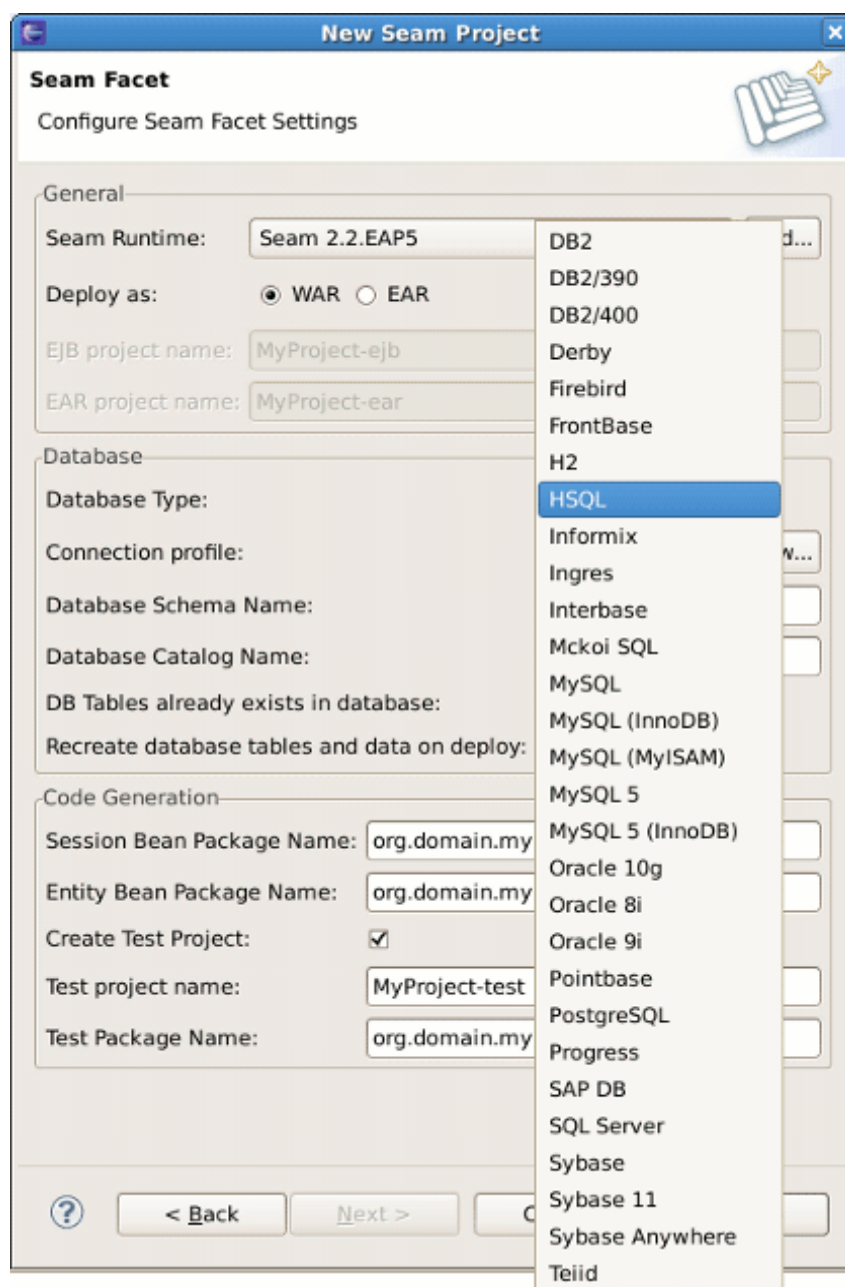 New Seam Project
Seam Facet
Configure Seam Facet Settings
General
Seam Runtime: Seam 2.2.EAP5 d...
Deploy as: WAR EAR
EJB project name: MyProject-ejb
EAR project name: MyProject-ear
Database
Database Type:
Connection profile: w...
Database Schema Name:
Database Catalog Name:
DB Tables already exists in database:
Recreate database tables and data on deploy:
Code Generation
Session Bean Package Name: org.domain.my
Entity Bean Package Name: org.domain.my
Create Test Project:
Test project name: MyProject-test
Test Package Name: org.domain.my
? < Back Next > C
DB2
DB2/390
DB2/400
Derby
Firebird
FrontBase
H2
HSQL
Informix
Ingres
Interbase
Mckoi SQL
MySQL
MySQL (InnoDB)
MySQL (MyISAM)
MySQL 5
MySQL 5 (InnoDB)
Oracle 10g
Oracle 8i
Oracle 9i
Pointbase
PostgreSQL
Progress
SAP DB
SQL Server
Sybase
Sybase 11
Sybase Anywhere
Teiid